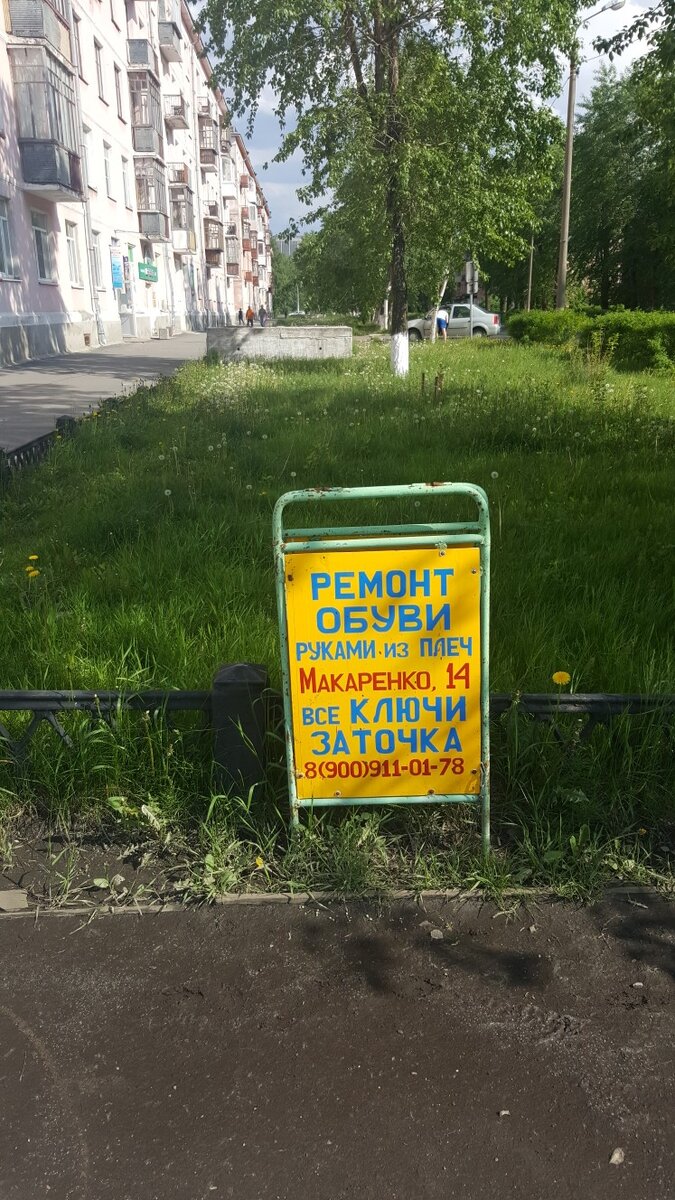 РЕМОНТ
ОБУВИ
РУКАМИ ИЗ ПЛЕЧ
МАКАРЕНКО, 14
ВСЕ КЛЮЧИ
ЗАТОЧКА
8(900)911-01-78